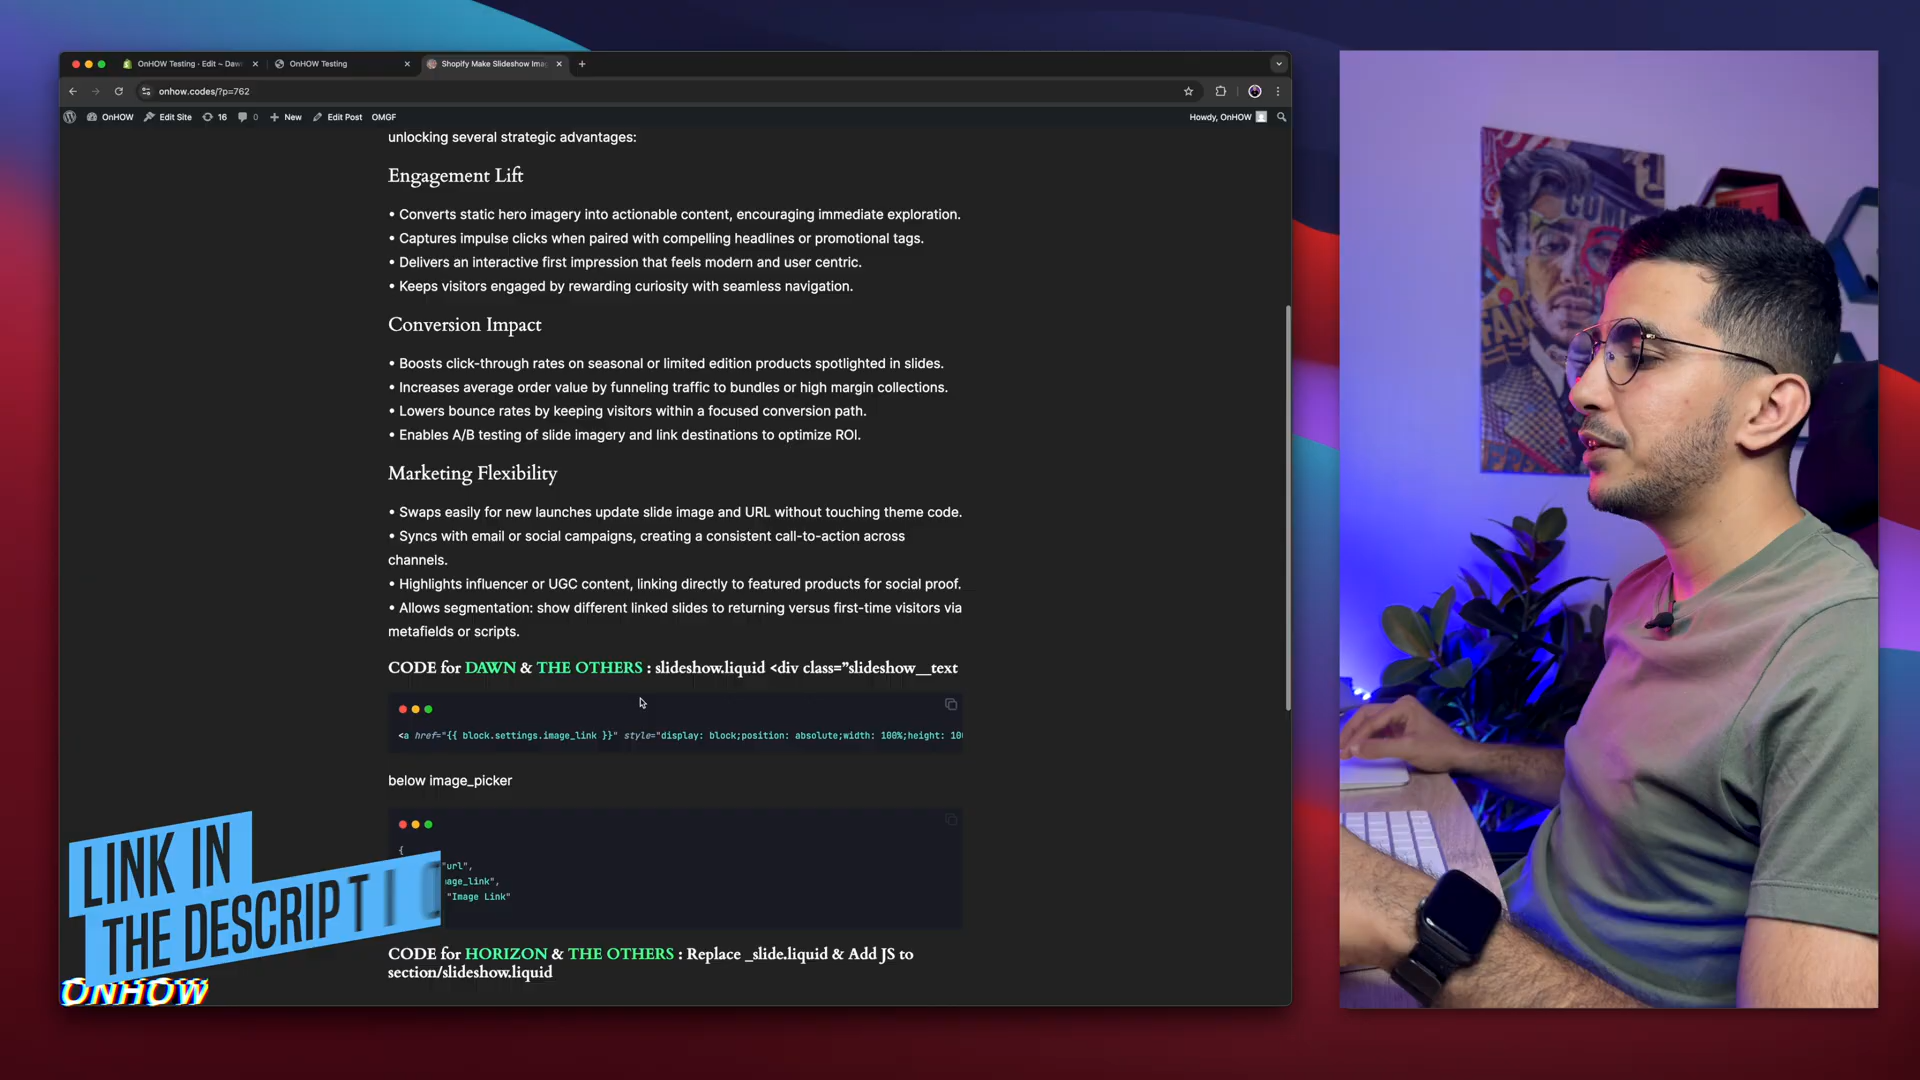 OnHOW Testing - Edit ~ Daw
OnHOW Testing
Shopify Make Slideshow Ima
onhow.codes/?p=762
OnHOW
Edit Site
16
0
New
Edit Post
OMGF
Howdy, OnHOW
unlocking several strategic advantages:
Engagement Lift
• Converts static hero imagery into actionable content, encouraging immediate exploration.
• Captures impulse clicks when paired with compelling headlines or promotional tags.
• Delivers an interactive first impression that feels modern and user centric.
• Keeps visitors engaged by rewarding curiosity with seamless navigation.
Conversion Impact
• Boosts click-through rates on seasonal or limited edition products spotlighted in slides.
• Increases average order value by funneling traffic to bundles or high margin collections.
• Lowers bounce rates by keeping visitors within a focused conversion path.
• Enables A/B testing of slide imagery and link destinations to optimize ROI.
Marketing Flexibility
• Swaps easily for new launches update slide image and URL without touching theme code.
• Syncs with email or social campaigns, creating a consistent call-to-action across
channels.
• Highlights influencer or UGC content, linking directly to featured products for social proof.
• Allows segmentation: show different linked slides to returning versus first-time visitors via
metafields or scripts.
CODE for DAWN & THE OTHERS : slideshow.liquid <div class=”slideshow__text
<a href="{{ block.settings.image_link }}" style="display: block;position: absolute;width: 100%;height: 10
below image_picker
{
"url",
age_link",
"Image Link"
CODE for HORIZON & THE OTHERS : Replace _slide.liquid & Add JS to
section/slideshow.liquid
LINK IN
THE DESCRIPTIC
ONHOW
COME
FAN